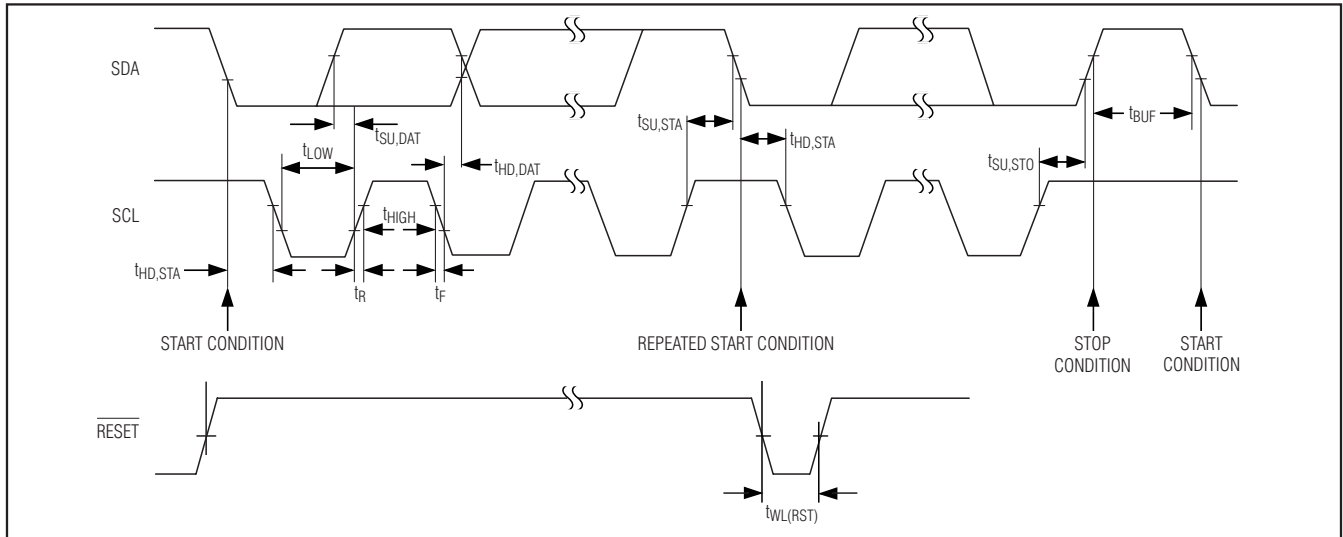 SDA
tSU,STA
tBUF
tSU,DAT
tHD,STA
tLOW
tHD,DAT
tSU,STO
SCL
tHIGH
tHD,STA
tR
tF
START CONDITION
REPEATED START CONDITION
STOP
CONDITION
START
CONDITION
RESET
tWL(RST)